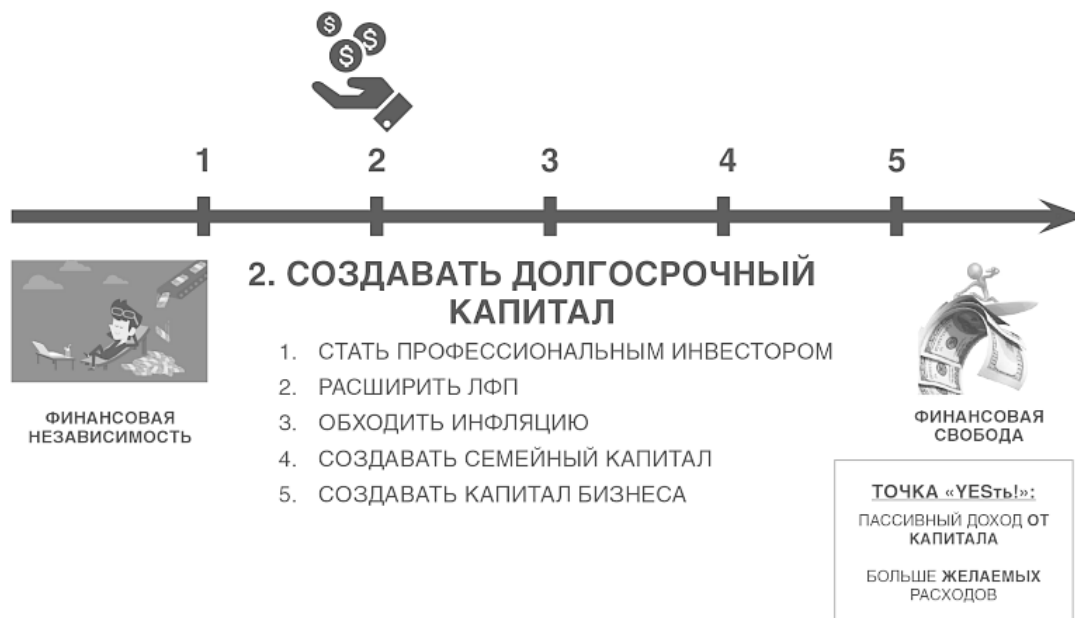 $ $ $
1 2 3 4 5
2. СОЗДАВАТЬ ДОЛГОСРОЧНЫЙ
КАПИТАЛ
1. СТАТЬ ПРОФЕССИОНАЛЬНЫМ ИНВЕСТОРОМ
2. РАСШИРИТЬ ЛФП
3. ОБХОДИТЬ ИНФЛЯЦИЮ
4. СОЗДАВАТЬ СЕМЕЙНЫЙ КАПИТАЛ
5. СОЗДАВАТЬ КАПИТАЛ БИЗНЕСА
ФИНАНСОВАЯ
НЕЗАВИСИМОСТЬ
ФИНАНСОВАЯ
СВОБОДА
ТОЧКА «YESть!»:
ПАССИВНЫЙ ДОХОД ОТ
КАПИТАЛА
БОЛЬШЕ ЖЕЛАЕМЫХ
РАСХОДОВ